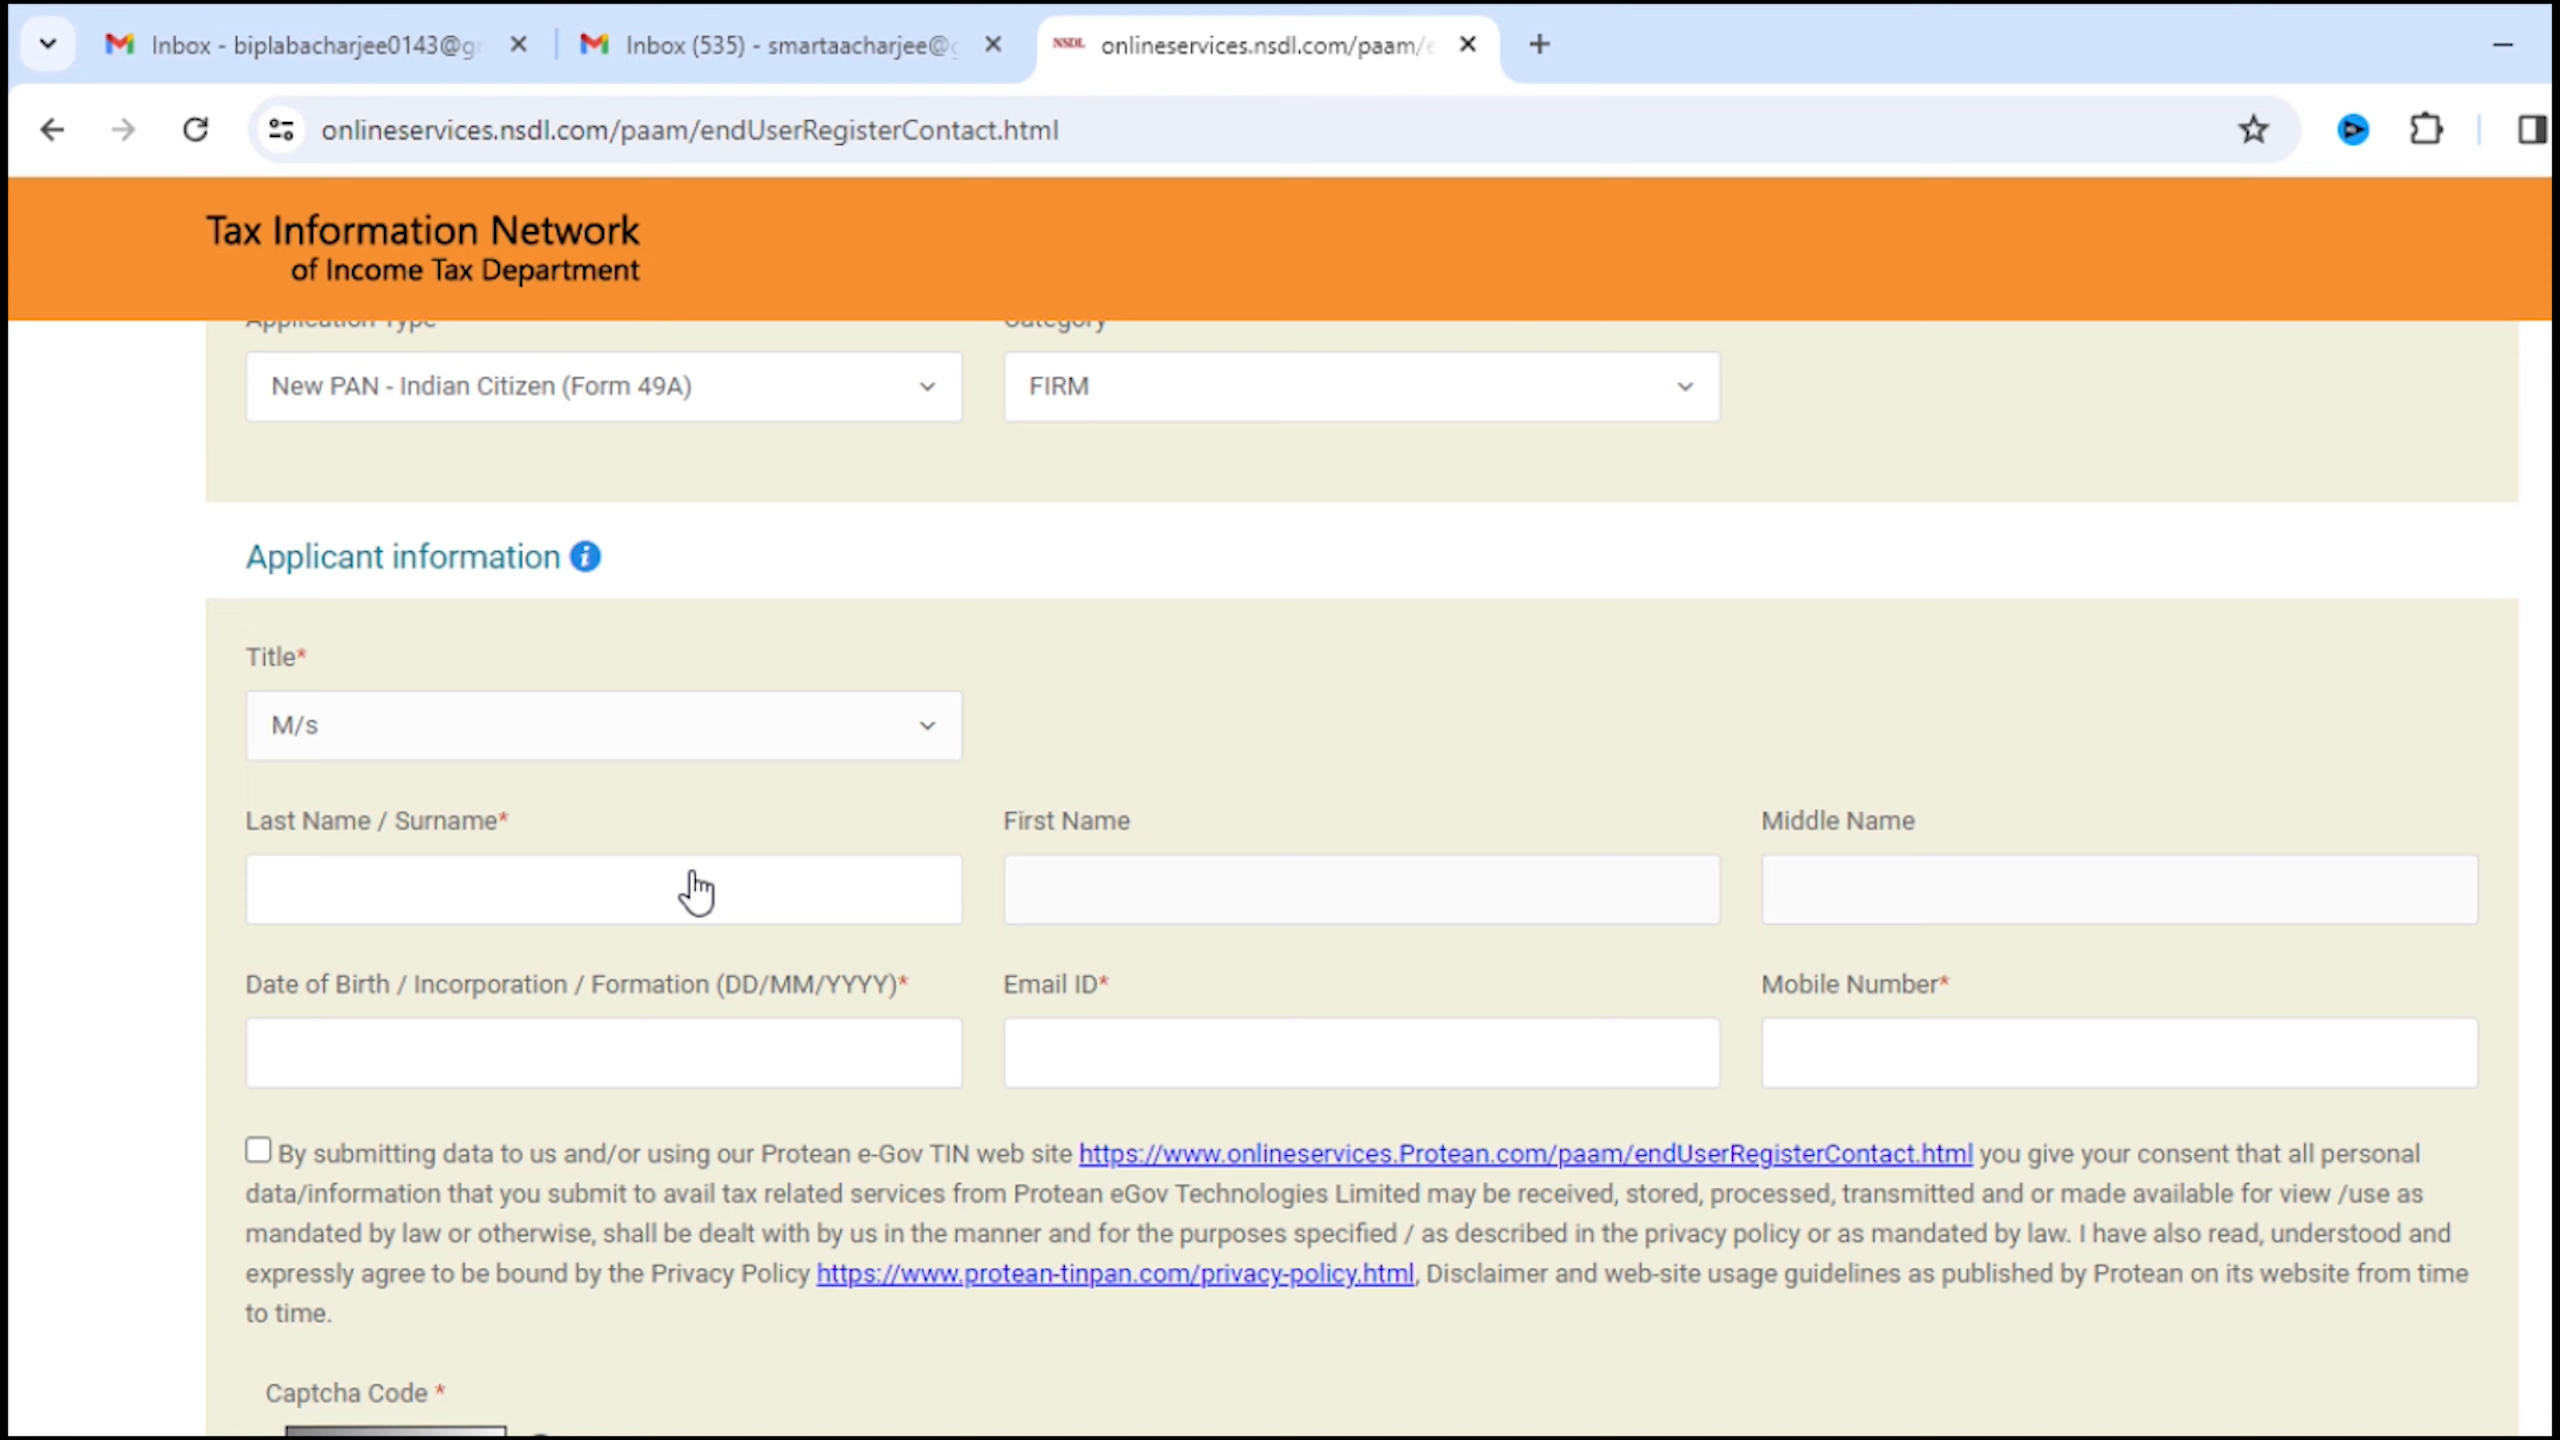 Inbox - biplabacharjee0143@gr
Inbox (535) - smartaacharjee@g
NSDL onlineservices.nsdl.com/paam/e
onlineservices.nsdl.com/paam/endUserRegisterContact.html
Tax Information Network
of Income Tax Department
Application Type
Category
New PAN - Indian Citizen (Form 49A)
FIRM
Applicant information i
Title*
M/s
Last Name / Surname*
First Name
Middle Name
Date of Birth / Incorporation / Formation (DD/MM/YYYY)*
Email ID*
Mobile Number*
By submitting data to us and/or using our Protean e-Gov TIN web site https://www.onlineservices.Protean.com/paam/endUserRegisterContact.html you give your consent that all personal
data/information that you submit to avail tax related services from Protean eGov Technologies Limited may be received, stored, processed, transmitted and or made available for view /use as
mandated by law or otherwise, shall be dealt with by us in the manner and for the purposes specified / as described in the privacy policy or as mandated by law. I have also read, understood and
expressly agree to be bound by the Privacy Policy https://www.protean-tinpan.com/privacy-policy.html, Disclaimer and web-site usage guidelines as published by Protean on its website from time
to time.
Captcha Code *